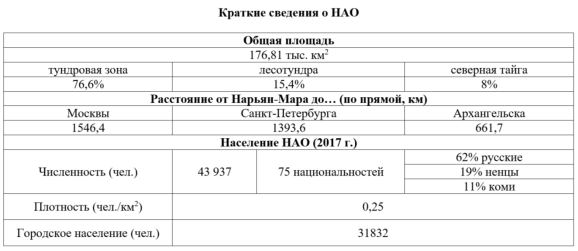 Краткие сведения о НАО
Общая площадь
176,81 тыс. км²
тундровая зона лесотундра северная тайга
76,6% 15,4% 8%
Расстояние от Нарьян-Мара до… (по прямой, км)
Москвы Санкт-Петербурга Архангельска
1546,4 1393,6 661,7
Население НАО (2017 г.)
Численность (чел.) 43 937 75 национальностей 62% русские
19% ненцы
11% коми
Плотность (чел./км²) 0,25
Городское население (чел.) 31832